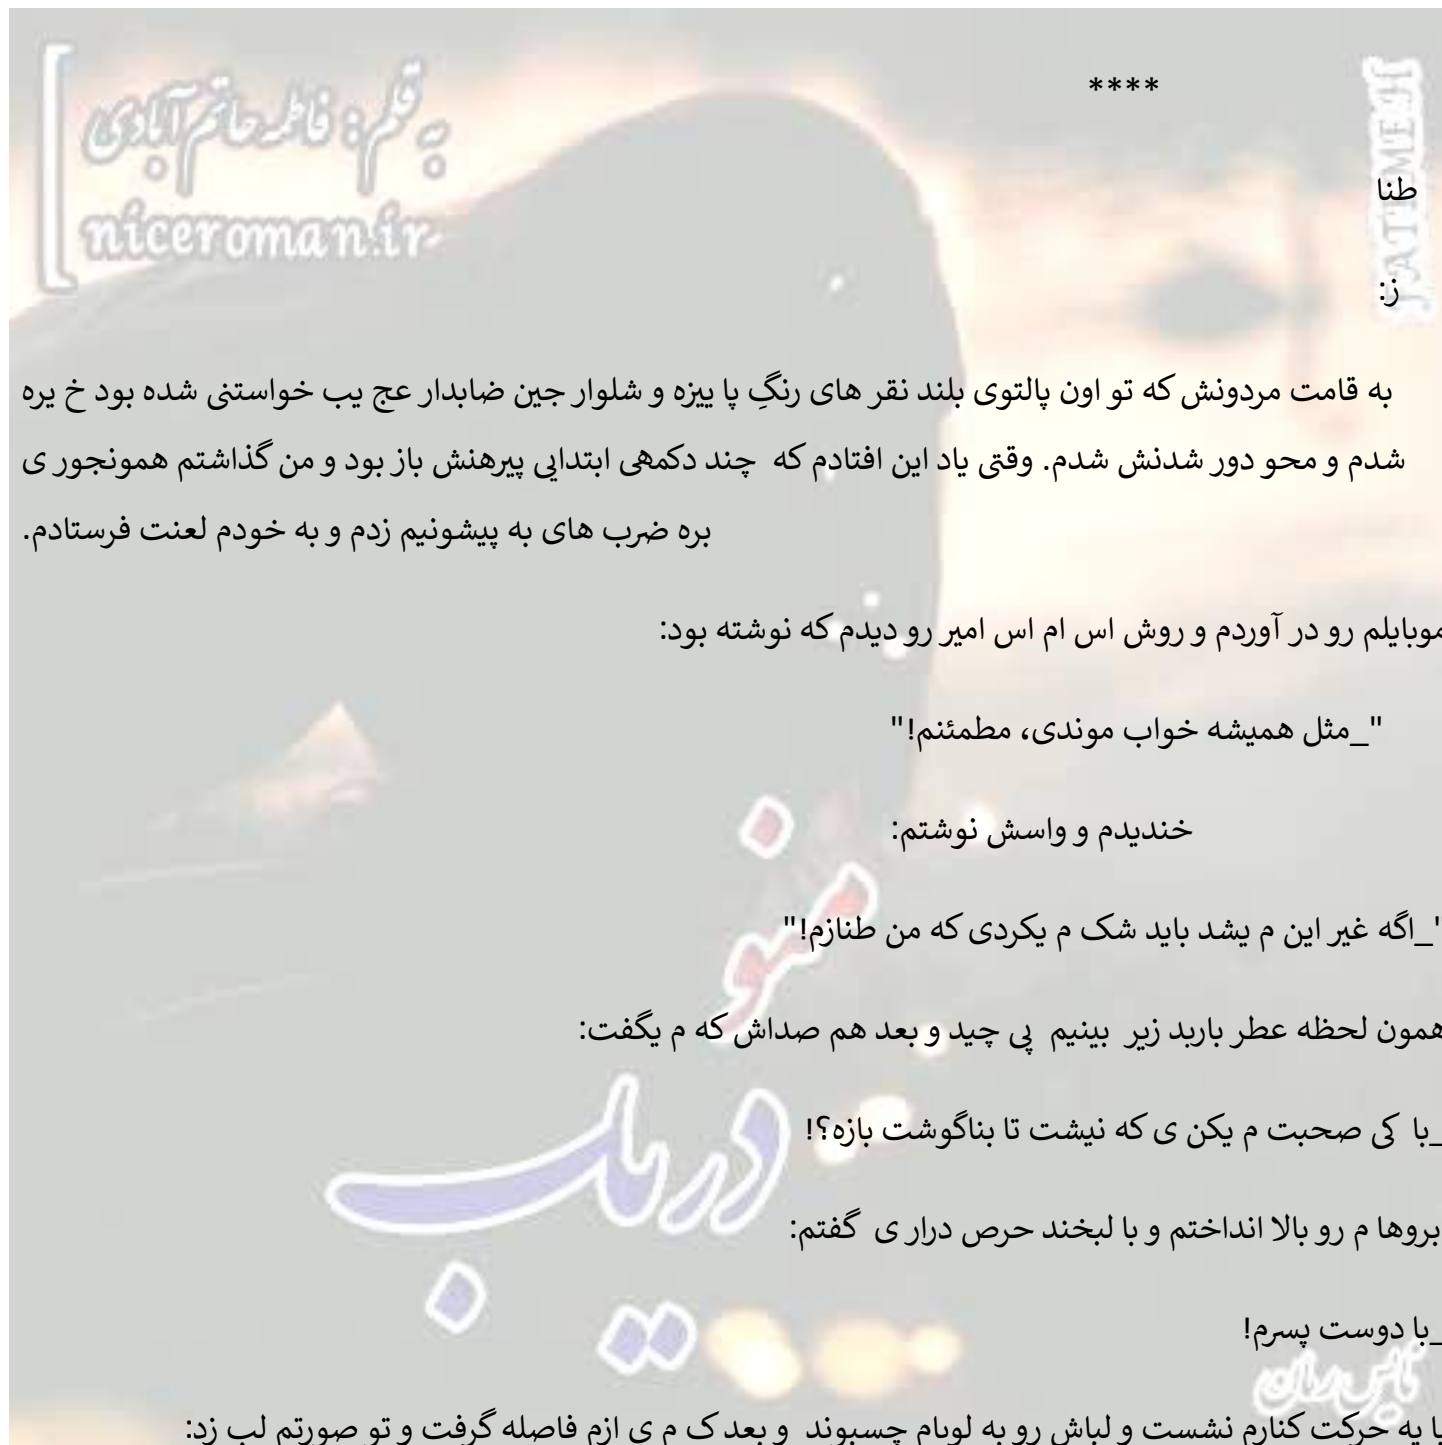 به قلم: فاطمه حاتم آبادی
niceroman.ir
****
طنا
ز:
به قامت مردونش که تو اون پالتوی بلند نقر های رنگِ پا ییزه و شلوار جین ضابدار عج یب خواستنی شده بود خ یره
شدم و محو دور شدنش شدم. وقتی یاد این افتادم که چند دکمهی ابتدایی پیرهنش باز بود و من گذاشتم همونجور ی
بره ضرب های به پیشونیم زدم و به خودم لعنت فرستادم.
موبایلم رو در آوردم و روش اس ام اس امیر رو دیدم که نوشته بود:
"_مثل همیشه خواب موندی، مطمئنم!"
خندیدم و واسش نوشتم:
"_اگه غیر این م یشد باید شک م یکردی که من طنازم!"
منو
همون لحظه عطر باربد زیر بینیم پی چید و بعد هم صداش که م یگفت:
_با کی صحبت م یکن ی که نیشت تا بناگوشت بازه؟!
دریاب
بروها م رو بالا انداختم و با لبخند حرص درار ی گفتم:
_با دوست پسرم!
نایس رمان
با یه حرکت کنارم نشست و لباش رو به لوپام چسبوند و بعد ک م ی ازم فاصله گرفت و تو صورتم لب زد: